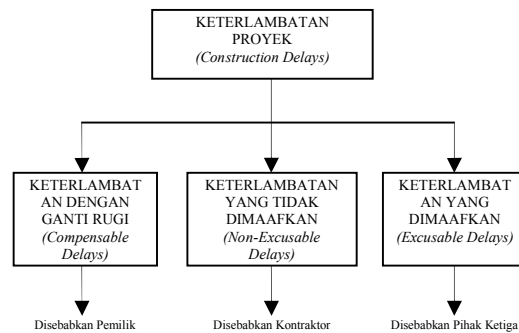 KETERLAMBATAN
PROYEK
(Construction Delays)
KETERLAMBAT
AN DENGAN
GANTI RUGI
(Compensable
Delays)
KETERLAMBATAN
YANG TIDAK
DIMAAFKAN
(Non-Excusable
Delays)
KETERLAMBAT
AN YANG
DIMAAFKAN
(Excusable Delays)
Disebabkan Pemilik
Disebabkan Kontraktor
Disebabkan Pihak Ketiga